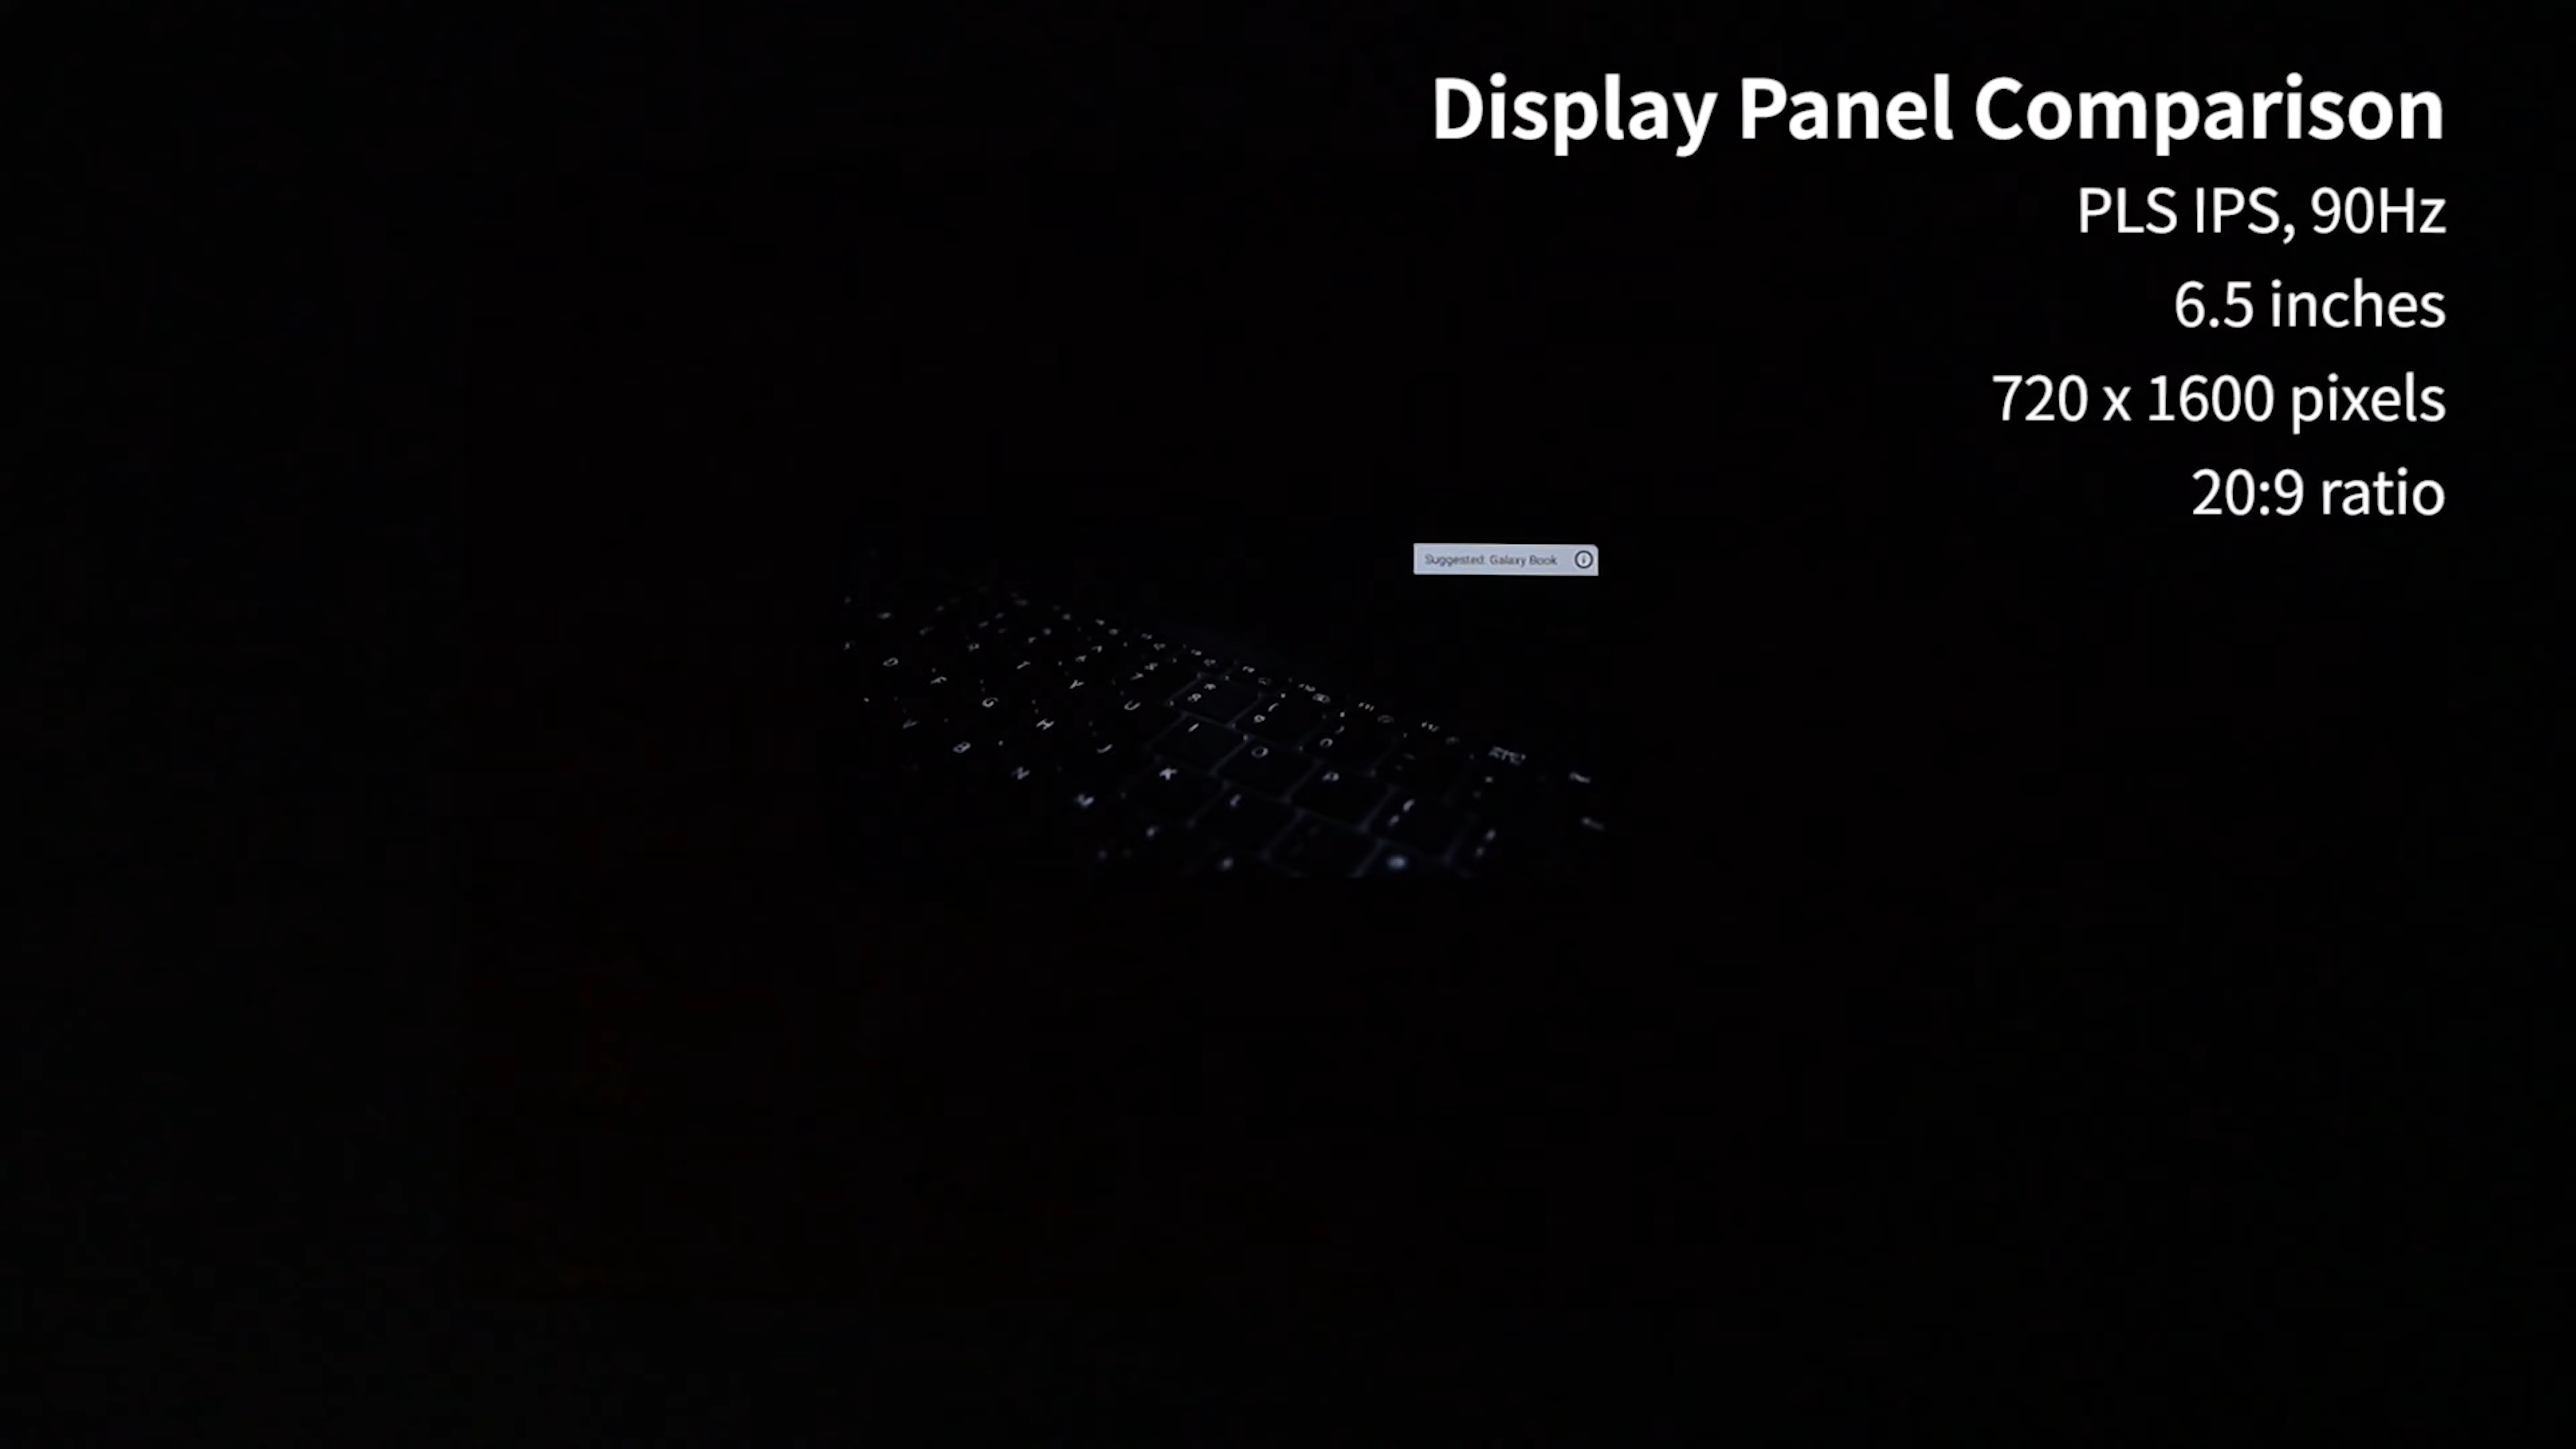 Display Panel Comparison
PLS IPS, 90Hz
6.5 inches
720 x 1600 pixels
20:9 ratio
Suggested: Galaxy Book